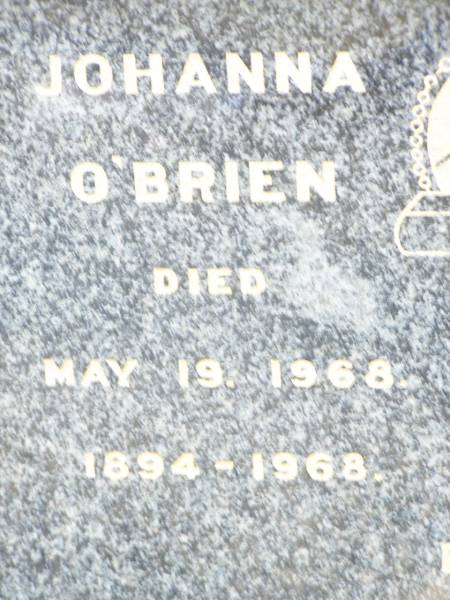 JOHANNA
O'BRIEN
DIED
MAY 19. 1968.
1894-1968.